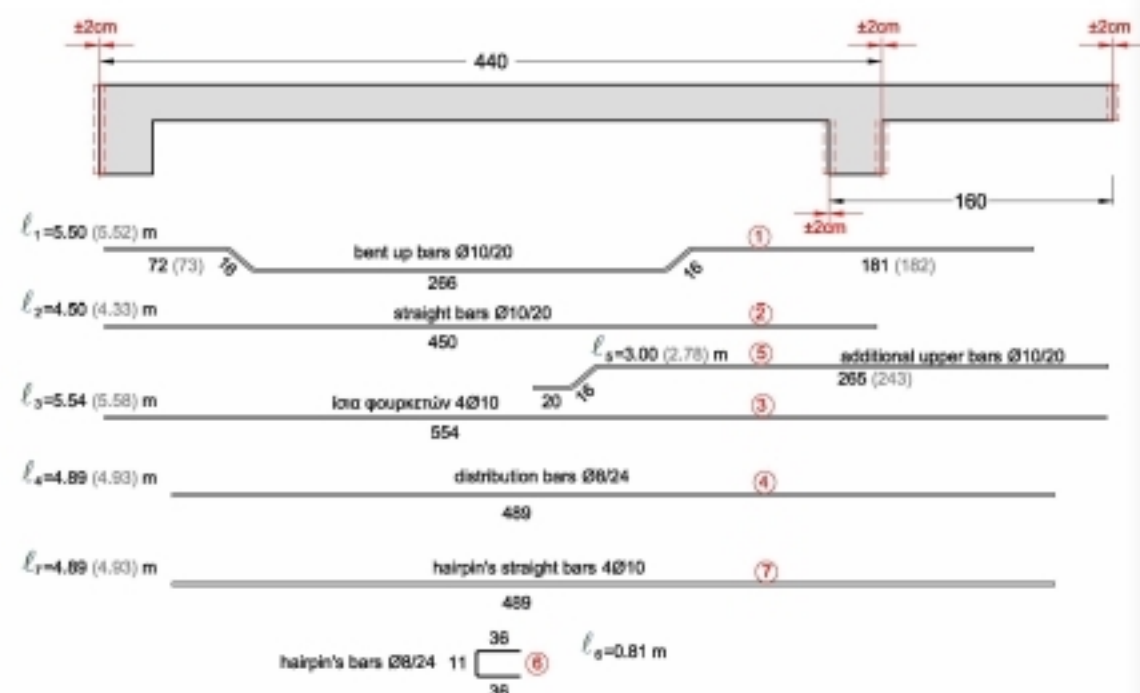 ±2cm ±2cm ±2cm
440
160
±2cm
ℓ₁=5.50 (5.52) m
bent up bars Ø10/20 ①
72 (73) 16 266 16 181 (182)
ℓ₂=4.50 (4.33) m
straight bars Ø10/20 ②
450
ℓ₅=3.00 (2.78) m ⑤ additional upper bars Ø10/20
20 16 265 (243)
ℓ₃=5.54 (5.58) m
ίσια φουρκετών 4Ø10 ③
554
ℓ₄=4.89 (4.93) m
distribution bars Ø8/24 ④
489
ℓ₇=4.89 (4.93) m
hairpin's straight bars 4Ø10 ⑦
489
36
hairpin's bars Ø8/24 11 ⑥ ℓ₆=0.81 m
36